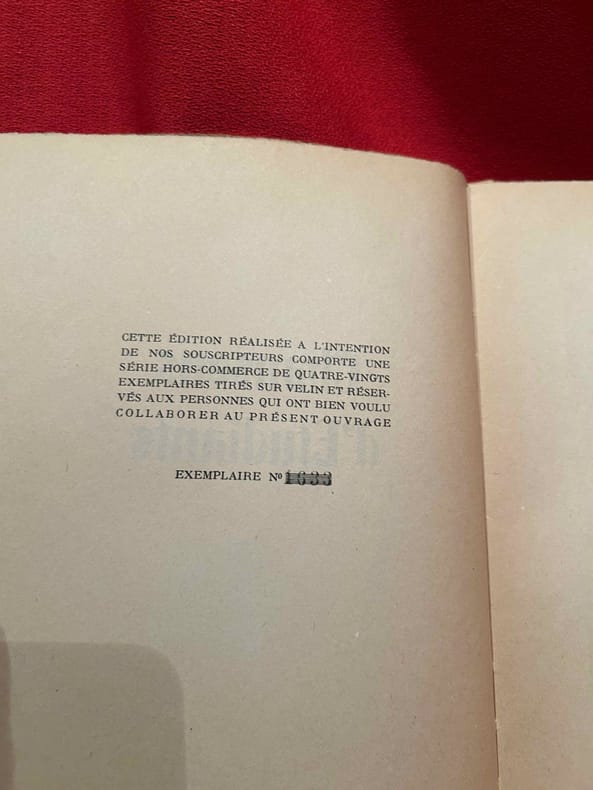 CETTE ÉDITION RÉALISÉE A L'INTENTION
DE NOS SOUSCRIPTEURS COMPORTE UNE
SÉRIE HORS-COMMERCE DE QUATRE-VINGTS
EXEMPLAIRES TIRÉS SUR VELIN ET RÉSER-
VÉS AUX PERSONNES QUI ONT BIEN VOULU
COLLABORER AU PRÉSENT OUVRAGE
EXEMPLAIRE Nº 1633